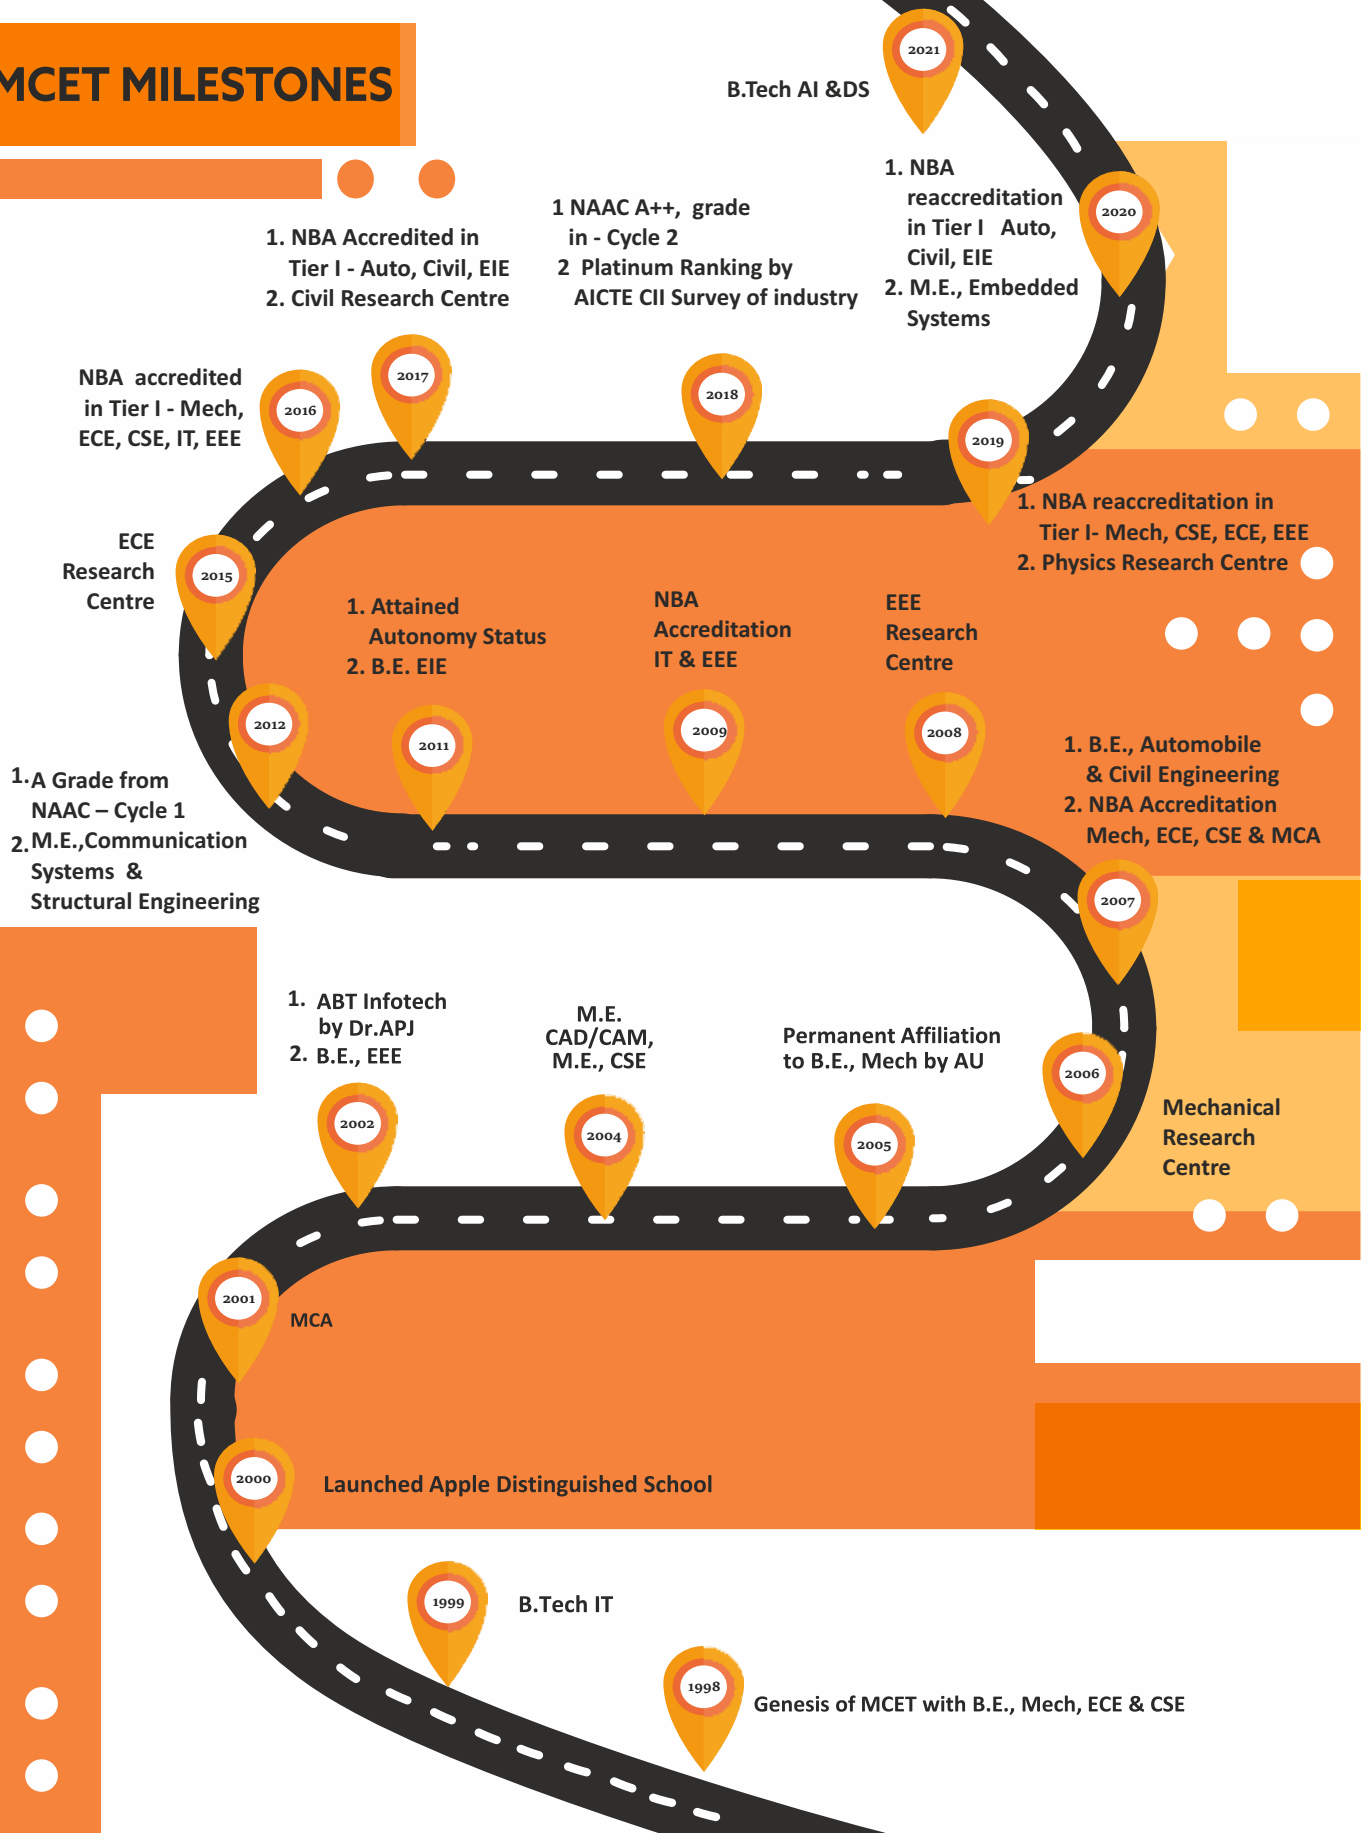 MCET MILESTONES
2021
B.Tech AI &DS
2020
1. NBA
reaccreditation
in Tier I Auto,
Civil, EIE
2. M.E., Embedded
Systems
1 NAAC A++, grade
in - Cycle 2
2 Platinum Ranking by
AICTE CII Survey of industry
1. NBA Accredited in
Tier I - Auto, Civil, EIE
2. Civil Research Centre
NBA accredited
in Tier I - Mech,
ECE, CSE, IT, EEE
2016
2017
2018
2019
1. NBA reaccreditation in
Tier I- Mech, CSE, ECE, EEE
2. Physics Research Centre
ECE
Research
Centre
2015
1. Attained
Autonomy Status
2. B.E. EIE
NBA
Accreditation
IT & EEE
EEE
Research
Centre
2012
2011
2009
2008
1. B.E., Automobile
& Civil Engineering
2. NBA Accreditation
Mech, ECE, CSE & MCA
1.A Grade from
NAAC – Cycle 1
2.M.E.,Communication
Systems &
Structural Engineering
2007
1. ABT Infotech
by Dr.APJ
2. B.E., EEE
M.E.
CAD/CAM,
M.E., CSE
Permanent Affiliation
to B.E., Mech by AU
2006
Mechanical
Research
Centre
2002
2004
2005
2001
MCA
2000
Launched Apple Distinguished School
1999
B.Tech IT
1998
Genesis of MCET with B.E., Mech, ECE & CSE